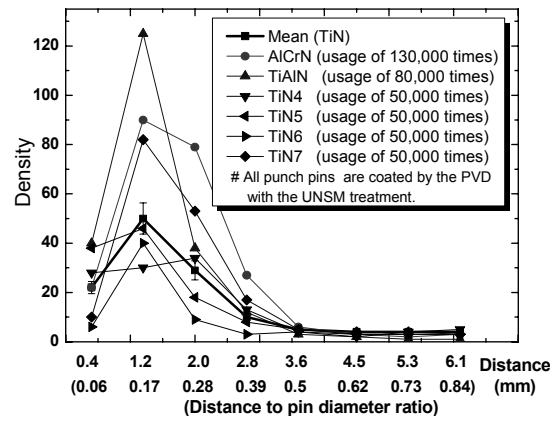 120
100
80
60
40
20
0
Density
Mean (TiN)
AlCrN (usage of 130,000 times)
TiAlN (usage of 80,000 times)
TiN4 (usage of 50,000 times)
TiN5 (usage of 50,000 times)
TiN6 (usage of 50,000 times)
TiN7 (usage of 50,000 times)
# All punch pins are coated by the PVD
with the UNSM treatment.
0.4 1.2 2.0 2.8 3.6 4.5 5.3 6.1 Distance
(0.06 0.17 0.28 0.39 0.5 0.62 0.73 0.84) (mm)
(Distance to pin diameter ratio)